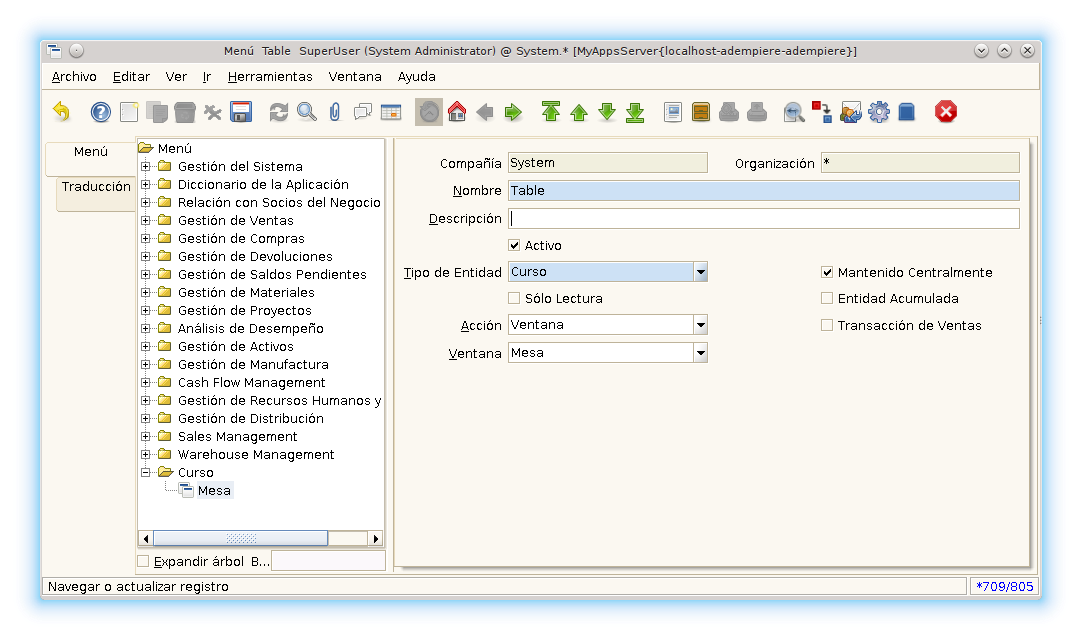 Menú Table SuperUser (System Administrator) @ System.* [MyAppsServer{localhost-adempiere-adempiere}]
Archivo Editar Ver Ir Herramientas Ventana Ayuda
Menú
Traducción
Menú
Gestión del Sistema
Diccionario de la Aplicación
Relación con Socios del Negocio
Gestión de Ventas
Gestión de Compras
Gestión de Devoluciones
Gestión de Saldos Pendientes
Gestión de Materiales
Gestión de Proyectos
Análisis de Desempeño
Gestión de Activos
Gestión de Manufactura
Cash Flow Management
Gestión de Recursos Humanos y
Gestión de Distribución
Sales Management
Warehouse Management
Curso
Mesa
Expandir árbol B...
Compañía System Organización *
Nombre Table
Descripción
Activo
Tipo de Entidad Curso Mantenido Centralmente
Sólo Lectura Entidad Acumulada
Acción Ventana Transacción de Ventas
Ventana Mesa
Navegar o actualizar registro *709/805